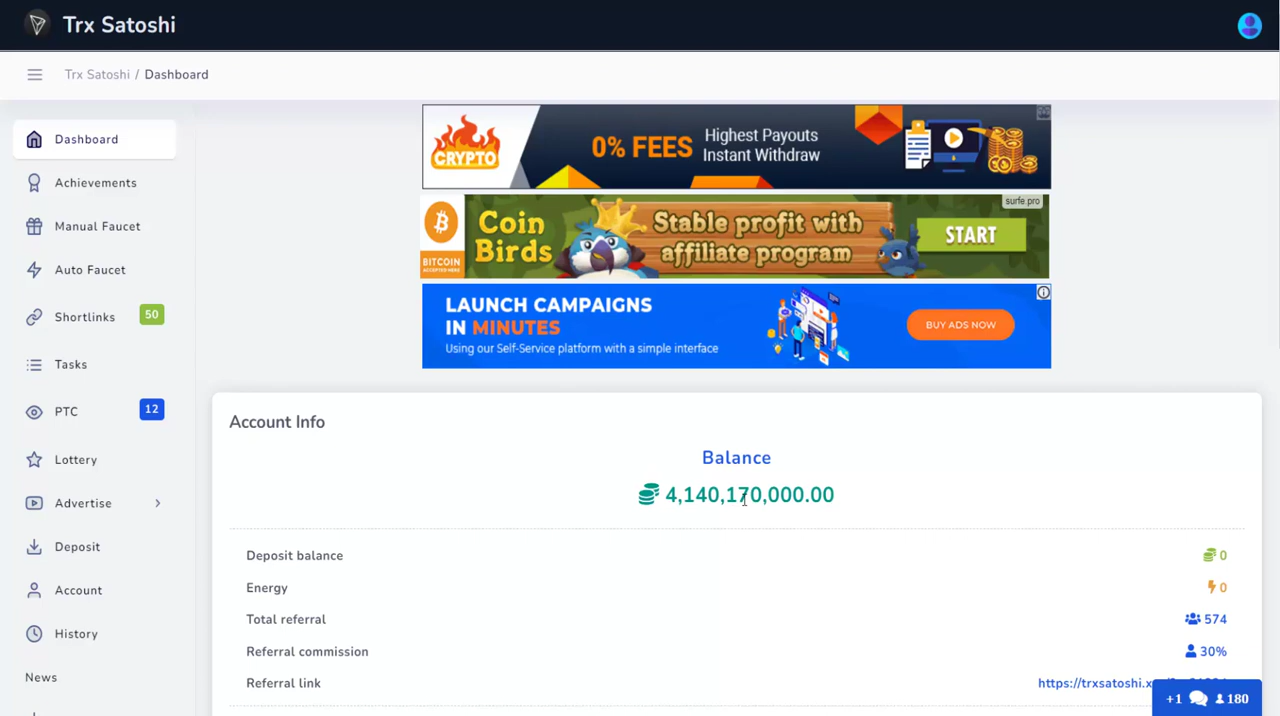 Trx Satoshi
Trx Satoshi / Dashboard
Dashboard
Achievements
Manual Faucet
Auto Faucet
Shortlinks 50
Tasks
PTC 12
Lottery
Advertise
Deposit
Account
History
News
CRYPTO
0% FEES
Highest Payouts
Instant Withdraw
surfe.pro
BITCOIN
ACCEPTED HERE
Coin
Birds
Stable profit with
affiliate program
START
LAUNCH CAMPAIGNS
IN MINUTES
Using our Self-Service platform with a simple interface
BUY ADS NOW
Account Info
Balance
4,140,170,000.00
Deposit balance 0
Energy 0
Total referral 574
Referral commission 30%
Referral link https://trxsatoshi.x
+1 180